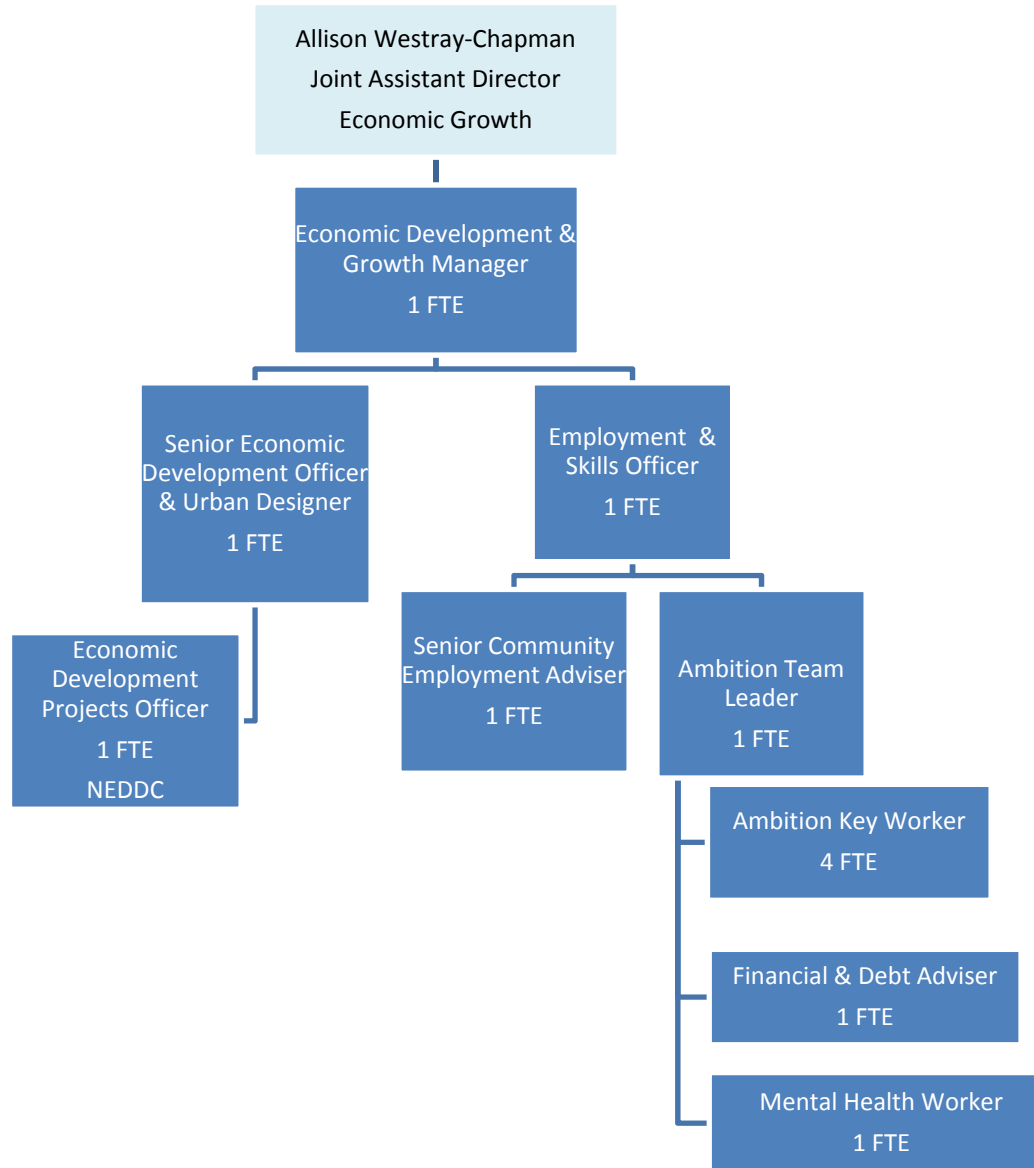 Allison Westray-Chapman
Joint Assistant Director
Economic Growth
Economic Development &
Growth Manager
1 FTE
Senior Economic
Development Officer
& Urban Designer
1 FTE
Employment & 
Skills Officer
1 FTE
Economic
Development
Projects Officer
1 FTE
NEDDC
Senior Community
Employment Adviser
1 FTE
Ambition Team
Leader
1 FTE
Ambition Key Worker
4 FTE
Financial & Debt Adviser
1 FTE
Mental Health Worker
1 FTE